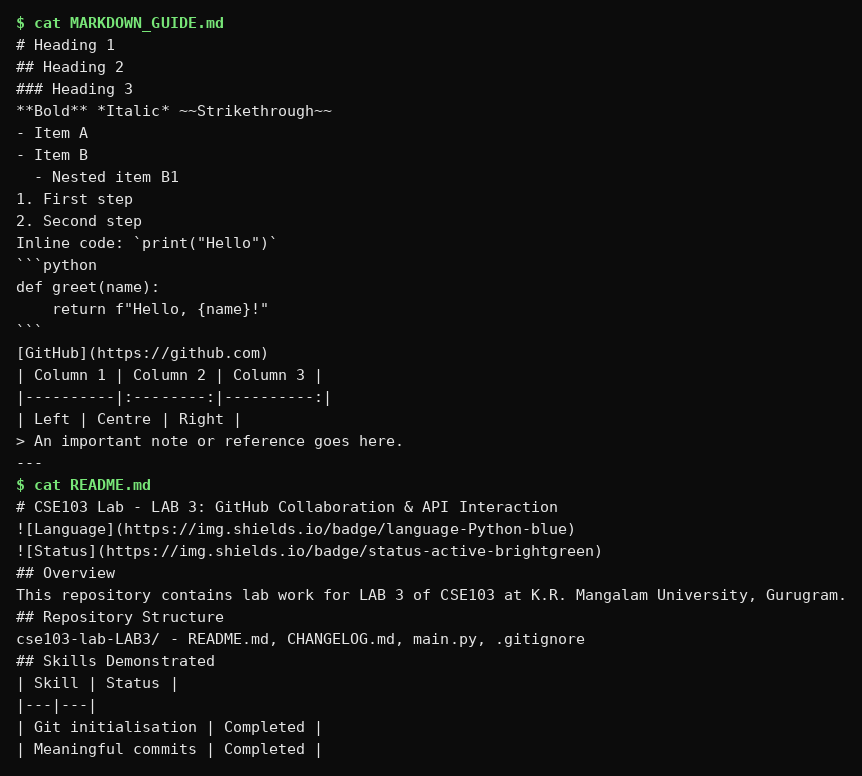 $ cat MARKDOWN_GUIDE.md
# Heading 1
## Heading 2
### Heading 3
**Bold** *Italic* ~~Strikethrough~~
- Item A
- Item B
  - Nested item B1
1. First step
2. Second step
Inline code: `print("Hello")`
```python
def greet(name):
    return f"Hello, {name}!"
```
[GitHub](https://github.com)
| Column 1 | Column 2 | Column 3 |
|----------|:--------:|----------:|
| Left | Centre | Right |
> An important note or reference goes here.
---
$ cat README.md
# CSE103 Lab - LAB 3: GitHub Collaboration & API Interaction
![Language](https://img.shields.io/badge/language-Python-blue)
![Status](https://img.shields.io/badge/status-active-brightgreen)
## Overview
This repository contains lab work for LAB 3 of CSE103 at K.R. Mangalam University, Gurugram.
## Repository Structure
cse103-lab-LAB3/ - README.md, CHANGELOG.md, main.py, .gitignore
## Skills Demonstrated
| Skill | Status |
|---|---|
| Git initialisation | Completed |
| Meaningful commits | Completed |